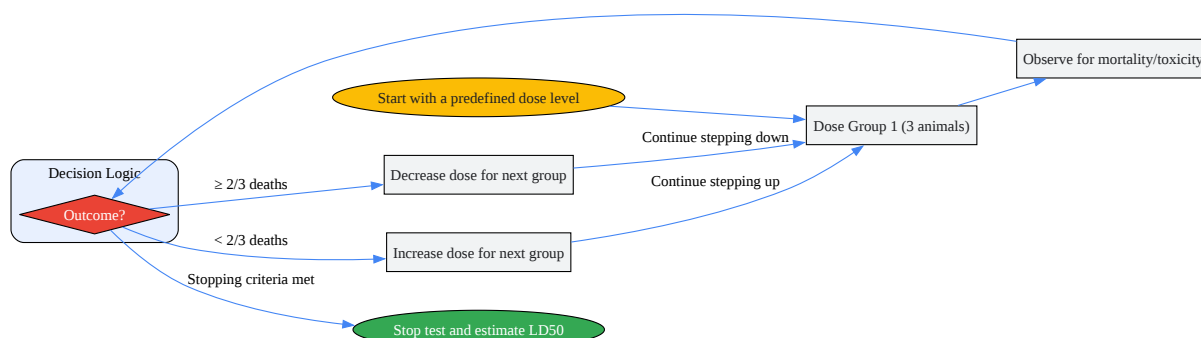 Observe for mortality/toxicity
Start with a predefined dose level
Dose Group 1 (3 animals)
Continue stepping down
Decision Logic
Decrease dose for next group
Continue stepping up
≥ 2/3 deaths
Outcome?
< 2/3 deaths
Increase dose for next group
Stopping criteria met
Stop test and estimate LD50